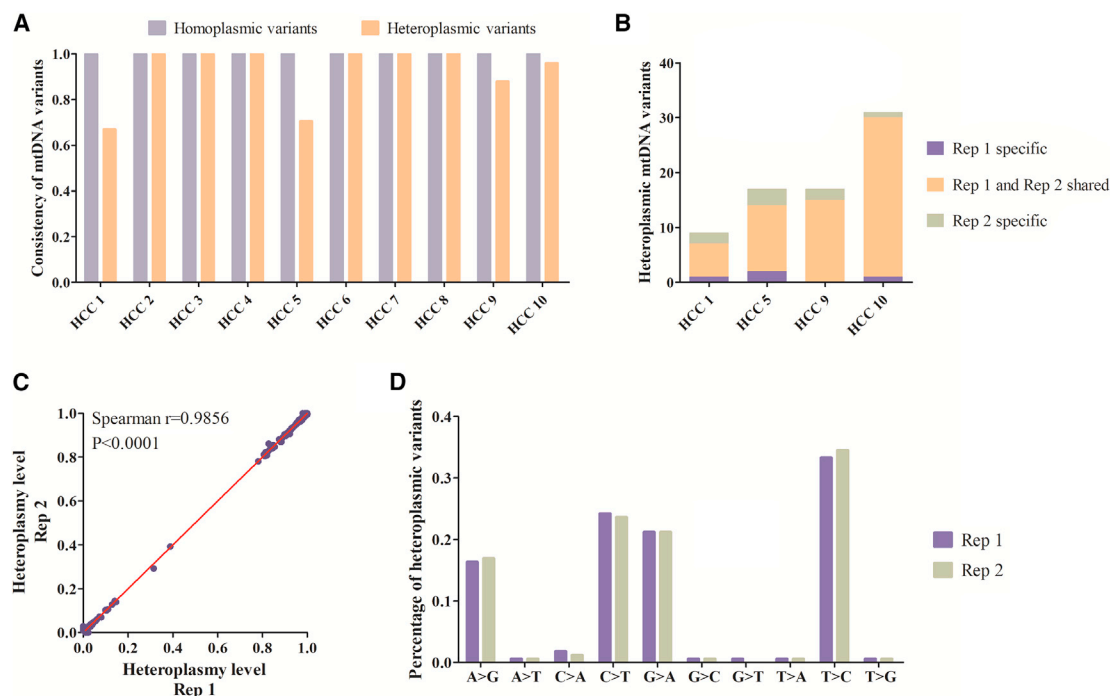 A
Homoplasmic variants
Heteroplasmic variants
Consistency of mtDNA variants
1.0
0.8
0.6
0.4
0.2
0.0
HCC 1
HCC 2
HCC 3
HCC 4
HCC 5
HCC 6
HCC 7
HCC 8
HCC 9
HCC 10
B
Heteroplasmic mtDNA variants
40
30
20
10
0
HCC 1
HCC 5
HCC 9
HCC 10
Rep 1 specific
Rep 1 and Rep 2 shared
Rep 2 specific
C
Spearman r=0.9856
P<0.0001
Heteroplasmy level
Rep 2
1.0
0.8
0.6
0.4
0.2
0.0
0.0 0.2 0.4 0.6 0.8 1.0
Heteroplasmy level
Rep 1
D
Percentage of heteroplasmic variants
0.4
0.3
0.2
0.1
0.0
A>G A>T C>A C>T G>A G>C G>T T>A T>C T>G
Rep 1
Rep 2